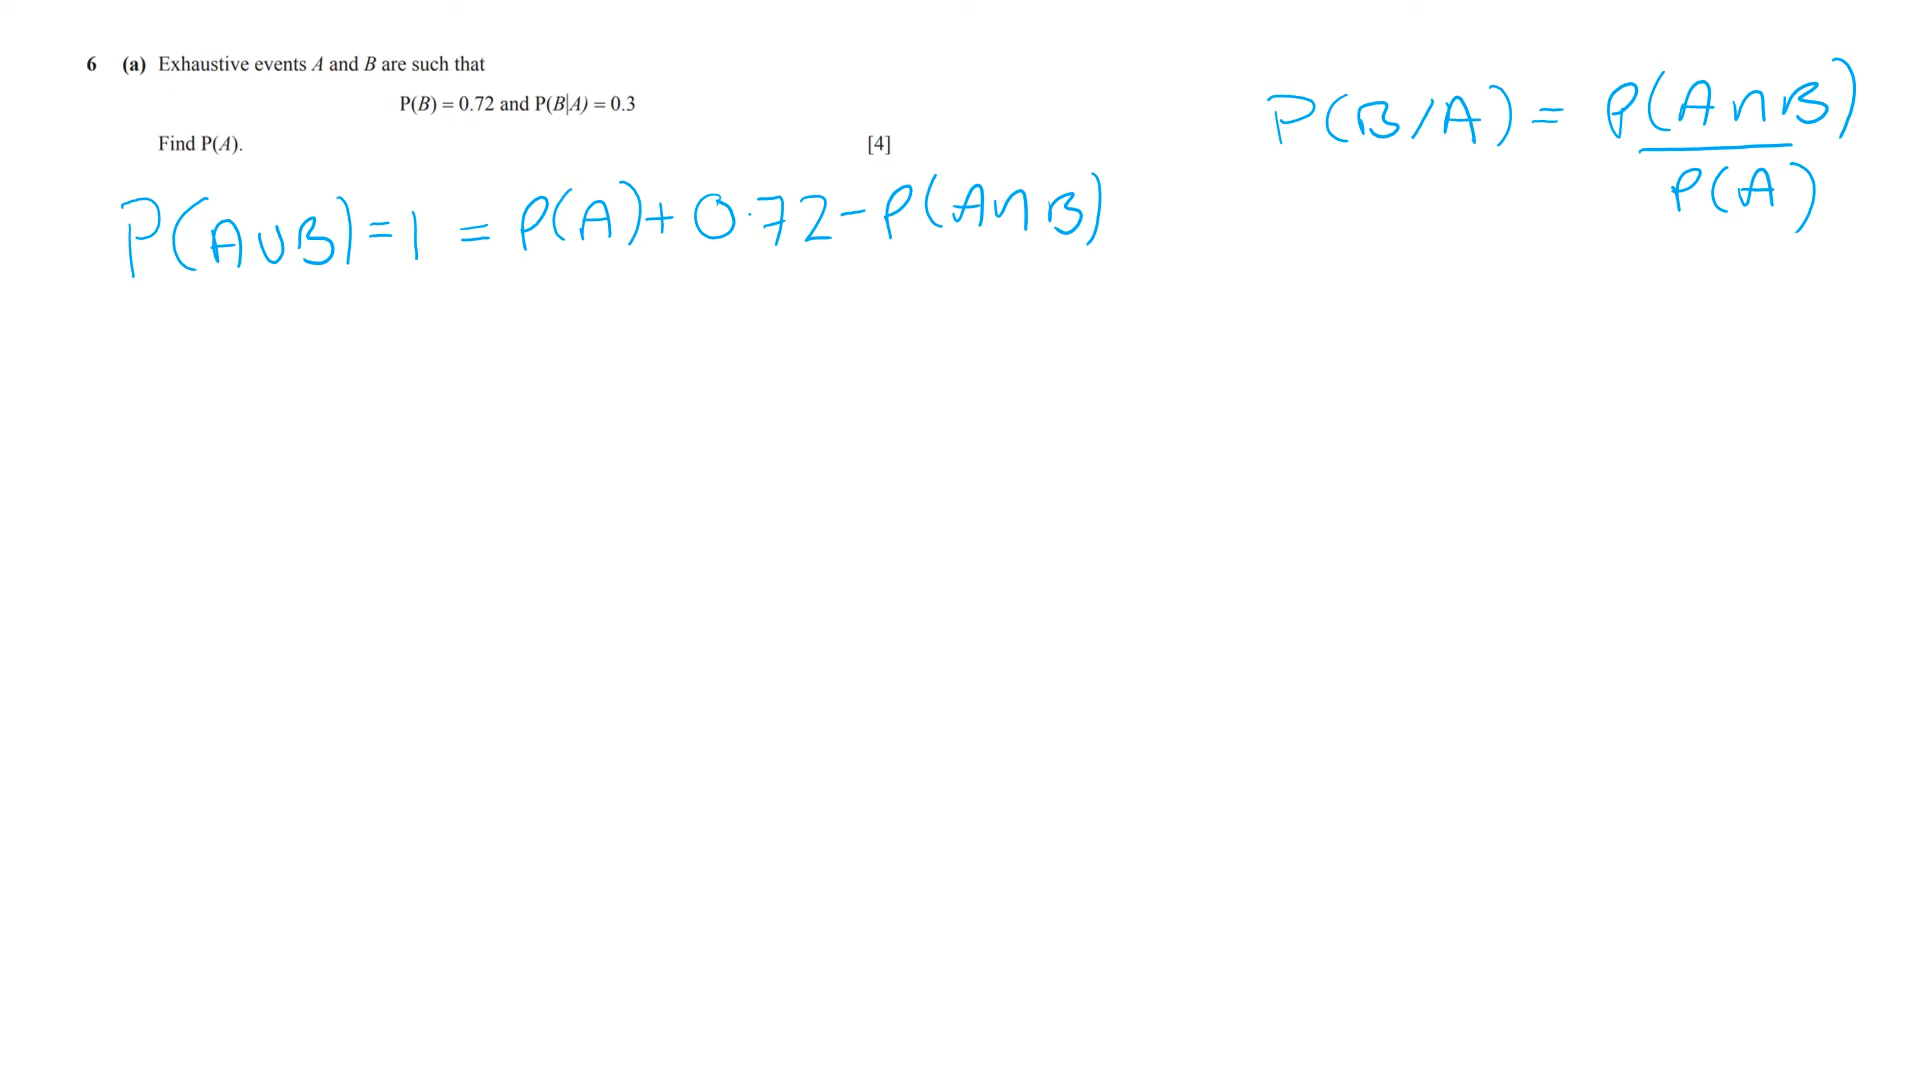 6 (a) Exhaustive events A and B are such that
P(B) = 0.72 and P(B|A) = 0.3
Find P(A). [4]
P(B/A) = P(A∩B)
P(A)
P(A∪B) = 1 = P(A) + 0.72 - P(A∩B)